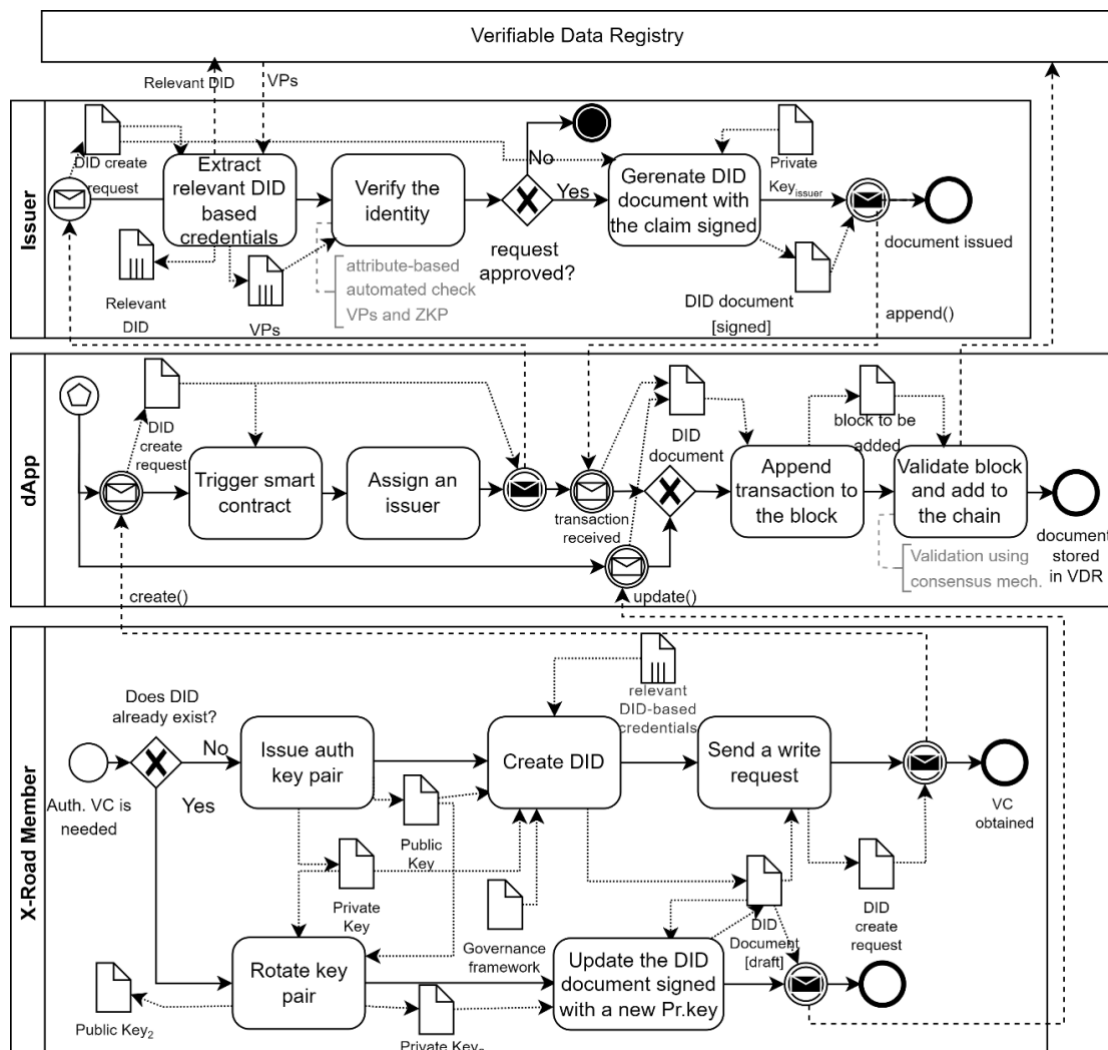 Verifiable Data Registry
Relevant DID
VPs
Issuer
DID create
request
Extract
relevant DID
based
credentials
Verify the
identity
No
Yes
request
approved?
Gerenate DID
document with
the claim signed
Private
Key issuer
document issued
Relevant
DID
VPs
attribute-based
automated check
VPs and ZKP
DID document
[signed]
append()
dApp
DID
create
request
Trigger smart
contract
Assign an
issuer
transaction
received
DID
document
Append
transaction to
the block
block to be
added
Validate block
and add to
the chain
Validation using
consensus mech.
document
stored
in VDR
create()
update()
X-Road Member
Auth. VC is
needed
Does DID
already exist?
No
Yes
Issue auth
key pair
Public
Key
Private
Key
Create DID
relevant
DID-based
credentials
Send a write
request
VC
obtained
DID
create
request
Governance
framework
DID
Document
[draft]
Rotate key
pair
Public Key2
Private Key
Update the DID
document signed
with a new Pr.key